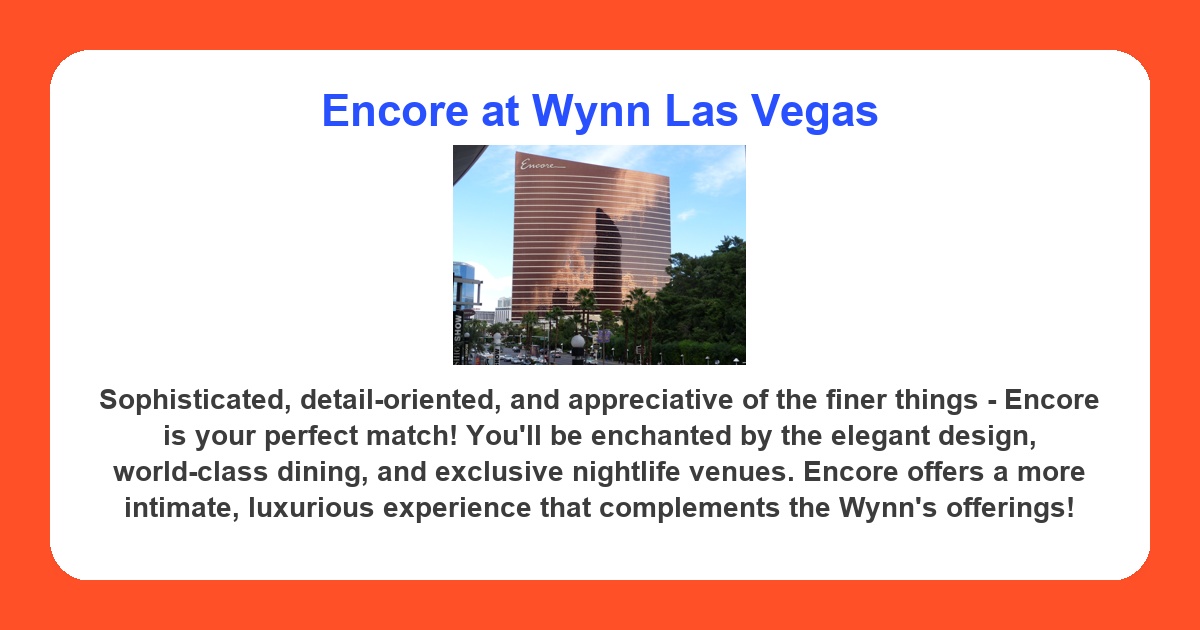 Encore at Wynn Las Vegas
Encore
SHOW
Sophisticated, detail-oriented, and appreciative of the finer things - Encore
is your perfect match! You'll be enchanted by the elegant design,
world-class dining, and exclusive nightlife venues. Encore offers a more
intimate, luxurious experience that complements the Wynn's offerings!